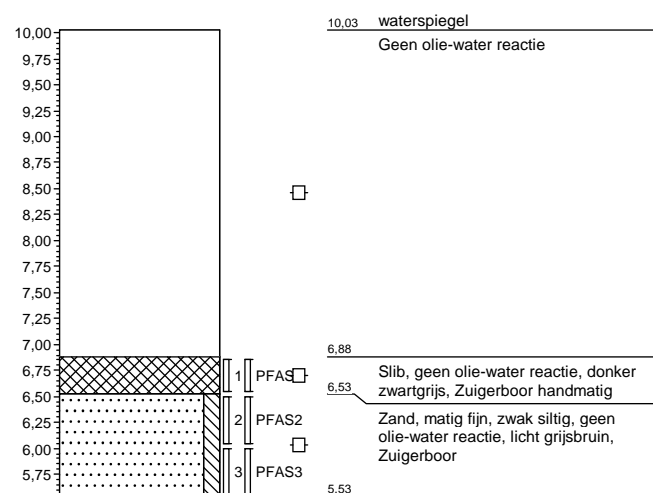 10,03 waterspiegel
10,00
Geen olie-water reactie
9,75
9,50
9,25
9,00
8,75
8,50
8,25
8,00
7,75
7,50
7,25
7,00
6,88
6,75
1 PFAS
Slib, geen olie-water reactie, donker
zwartgrijs, Zuigerboor handmatig
6,53
6,50
2 PFAS2
Zand, matig fijn, zwak siltig, geen
olie-water reactie, licht grijsbruin,
Zuigerboor
6,25
6,00
5,75
3 PFAS3
5,53